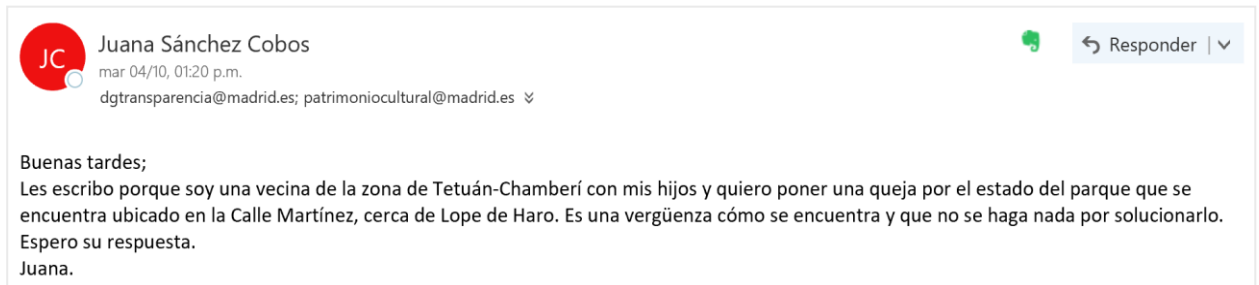 JC
Juana Sánchez Cobos
Responder
mar 04/10, 01:20 p.m.
dgtransparencia@madrid.es; patrimoniocultural@madrid.es
Buenas tardes;
Les escribo porque soy una vecina de la zona de Tetuán-Chamberí con mis hijos y quiero poner una queja por el estado del parque que se
encuentra ubicado en la Calle Martínez, cerca de Lope de Haro. Es una vergüenza cómo se encuentra y que no se haga nada por solucionarlo.
Espero su respuesta.
Juana.